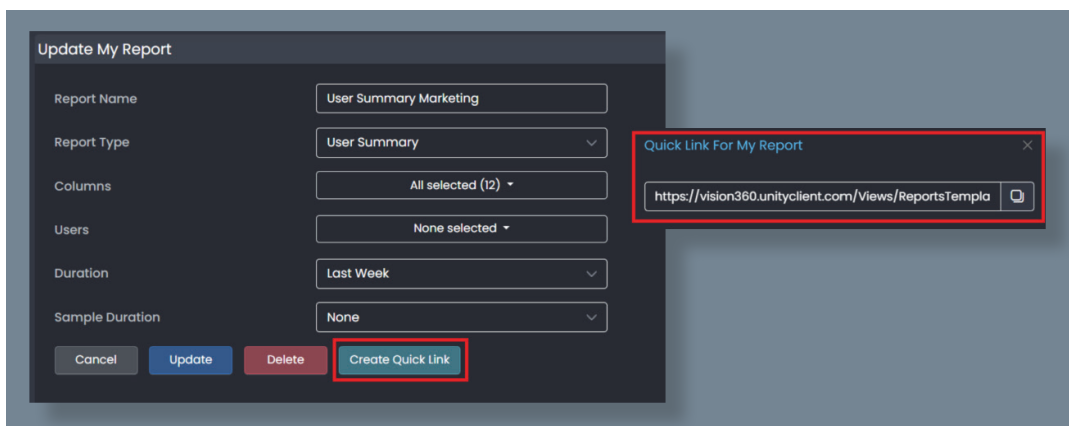 Update My Report
Report Name
User Summary Marketing
Report Type
User Summary
Columns
All selected (12)
Users
None selected
Duration
Last Week
Sample Duration
None
Cancel
Update
Delete
Create Quick Link
Quick Link For My Report
https://vision360.unityclient.com/Views/ReportsTempla